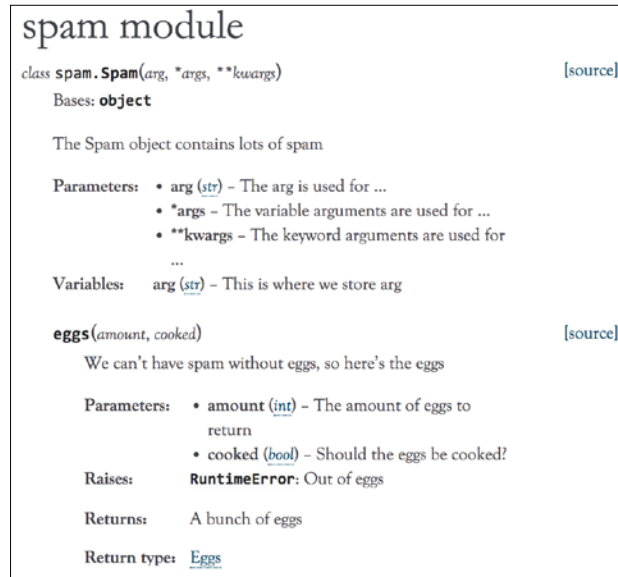 spam module
class spam.Spam(arg, *args, **kwargs) [source]
Bases: object
The Spam object contains lots of spam
Parameters: • arg (str) – The arg is used for ...
• *args – The variable arguments are used for ...
• **kwargs – The keyword arguments are used for
...
Variables: arg (str) – This is where we store arg
eggs(amount, cooked) [source]
We can't have spam without eggs, so here's the eggs
Parameters: • amount (int) – The amount of eggs to
return
• cooked (bool) – Should the eggs be cooked?
Raises: RuntimeError: Out of eggs
Returns: A bunch of eggs
Return type: Eggs